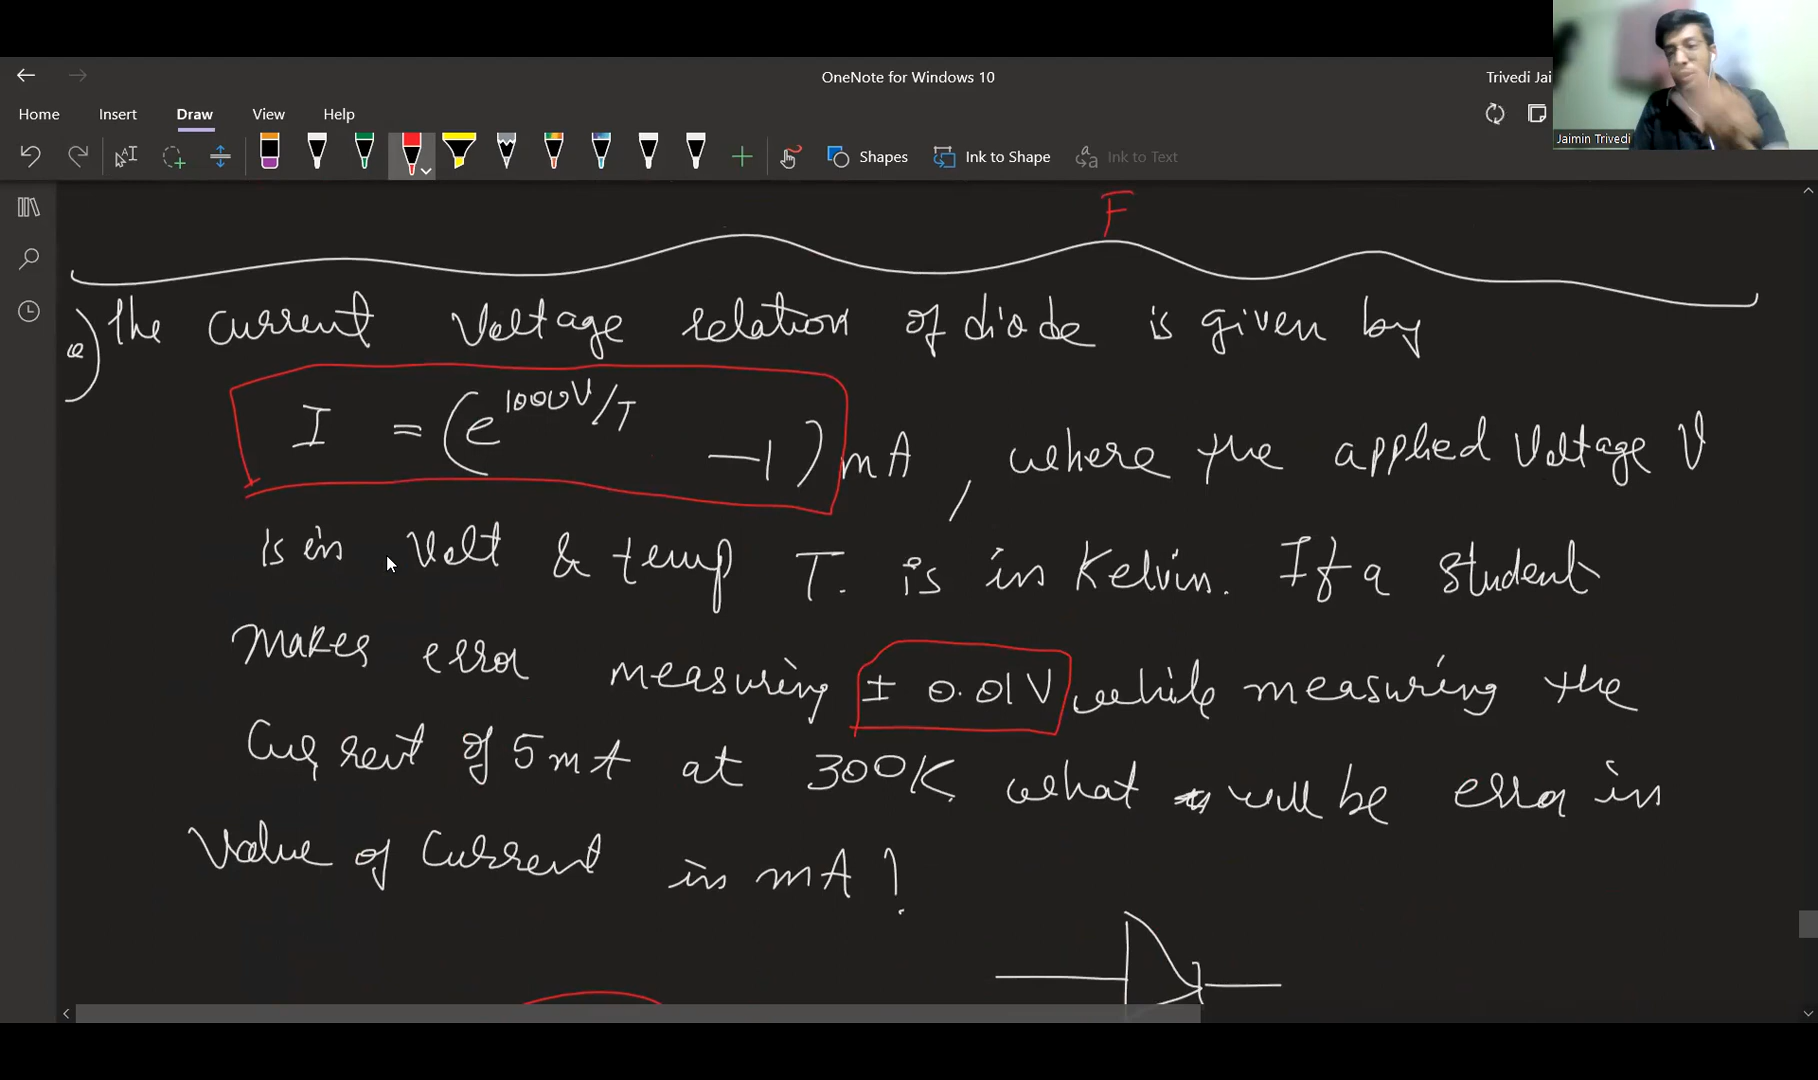 OneNote for Windows 10
Trivedi Jai
Home Insert Draw View Help
Jaimin Trivedi
Shapes Ink to Shape Ink to Text
F
Q) The current Voltage relation of diode is given by
I = (e^1000V/T −1) mA, where the applied Voltage V
is in Volt & temp T. is in Kelvin. If a student
makes error measuring ± 0.01V while measuring the
Current of 5mA at 300K what will be error in
Value of Current in mA?